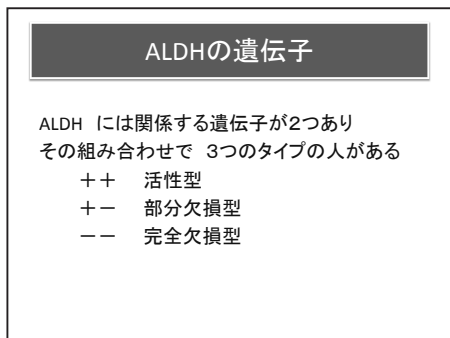 ALDHの遺伝子
ALDH には関係する遺伝子が2つあり
その組み合わせで 3つのタイプの人がある
++ 活性型
+− 部分欠損型
−− 完全欠損型